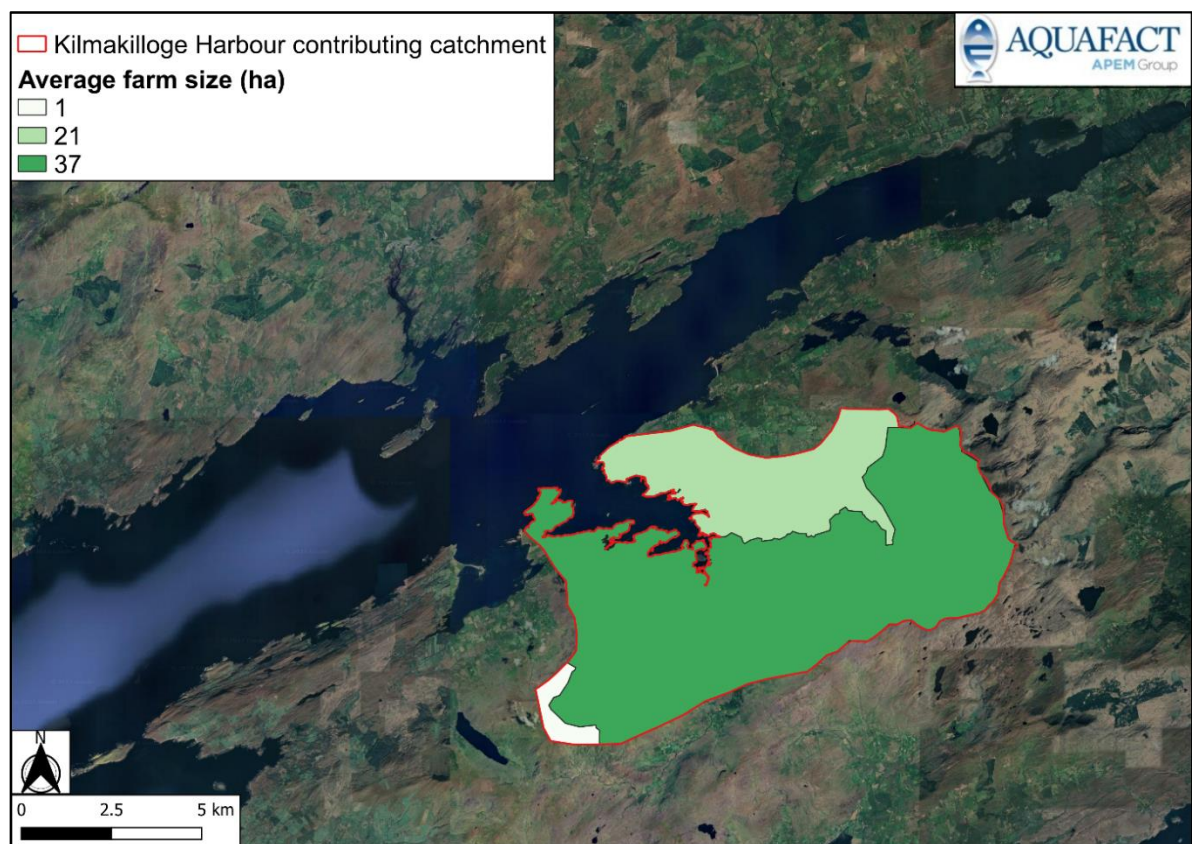 Kilmakilloge Harbour contributing catchment
Average farm size (ha)
1
21
37
AQUAFACT
APEM Group
N
0 2.5 5 km